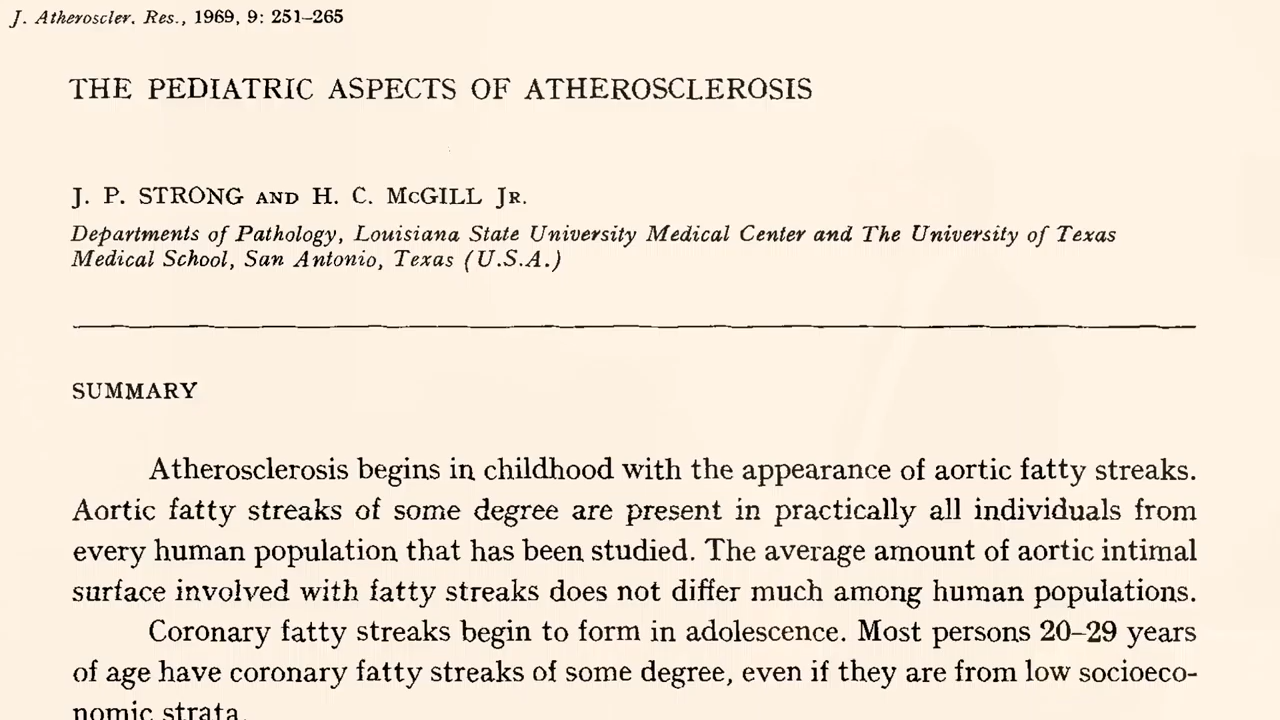 J. Atheroscler. Res., 1969, 9: 251–265
THE PEDIATRIC ASPECTS OF ATHEROSCLEROSIS
J. P. STRONG AND H. C. McGILL Jr.
Departments of Pathology, Louisiana State University Medical Center and The University of Texas
Medical School, San Antonio, Texas (U.S.A.)
SUMMARY
Atherosclerosis begins in childhood with the appearance of aortic fatty streaks.
Aortic fatty streaks of some degree are present in practically all individuals from
every human population that has been studied. The average amount of aortic intimal
surface involved with fatty streaks does not differ much among human populations.
Coronary fatty streaks begin to form in adolescence. Most persons 20–29 years
of age have coronary fatty streaks of some degree, even if they are from low socioeco-
nomic strata.